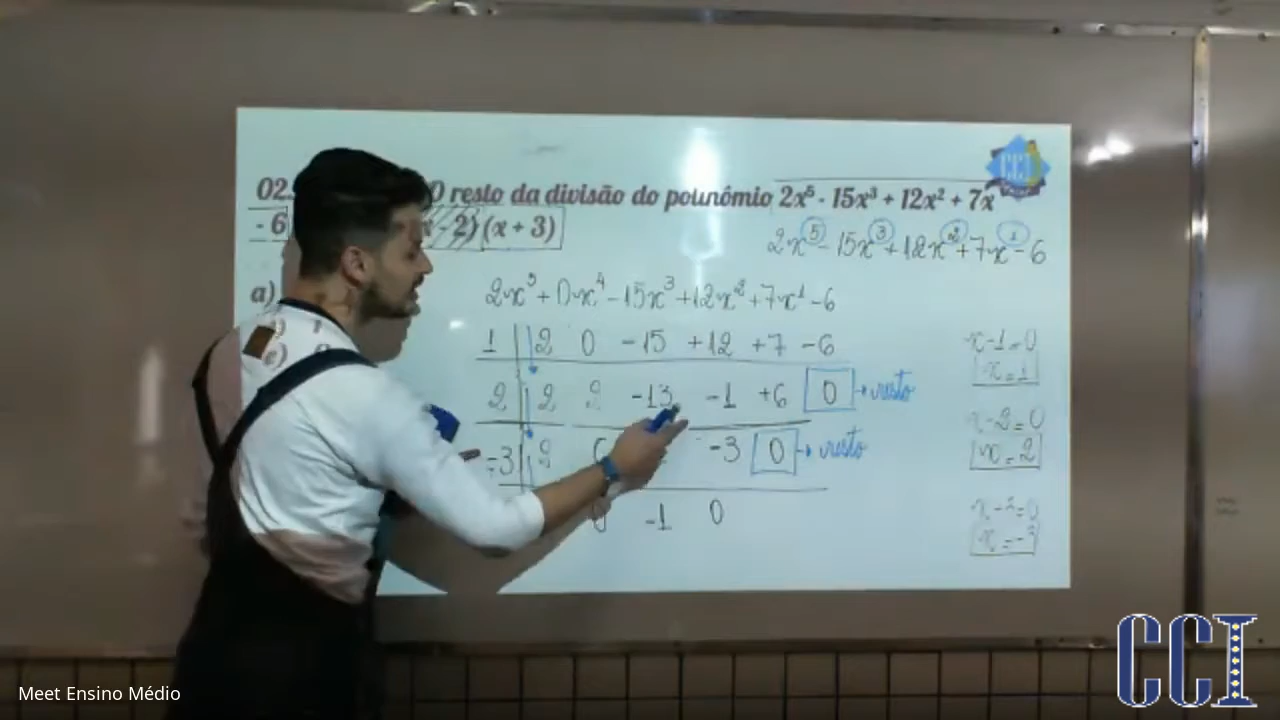 02. O resto da divisão do polinômio 2x⁵ - 15x³ + 12x² + 7x
- 6 x - 2) (x + 3)
2x⁵ - 15x³ + 12x² + 7x¹ - 6
a)
2x⁵ + 0x⁴ - 15x³ + 12x² + 7x¹ - 6
1 2 0 -15 +12 +7 -6
2 2 2 -13 -1 +6 0 → resto
-3 2 -3 0 → resto
0 -1 0
x-1=0
x=1
x-2=0
x=2
CCI
Meet Ensino Médio
CCI